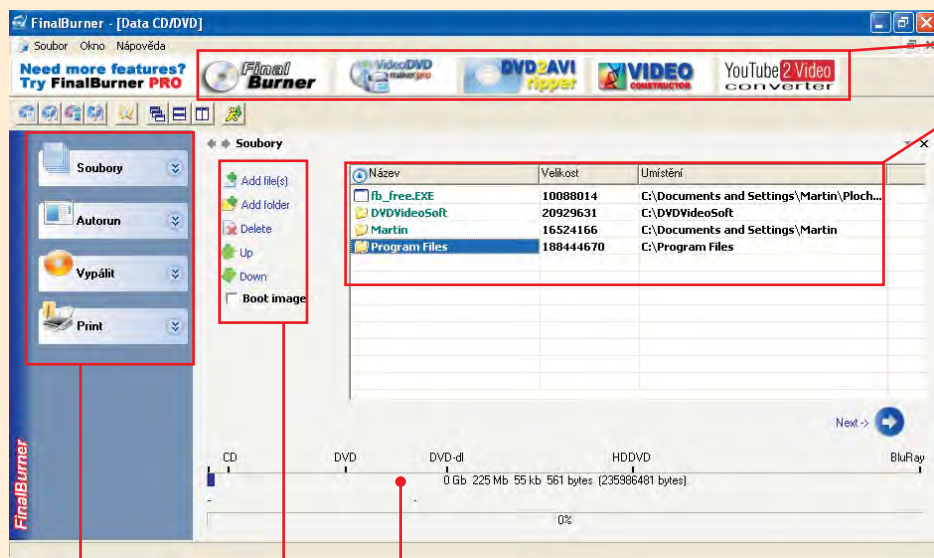 FinalBurner - [Data CD/DVD]
Soubor Okno Nápověda
Need more features?
Try FinalBurner PRO
Final
Burner
VideoDVD
makerpro
DVD2AVI
ripper
VIDEO
CONSTRUCTOR
YouTube 2 Video
converter
Soubory
Autorun
Vypálit
Print
Soubory
Add file(s)
Add folder
Delete
Up
Down
Boot image
Název Velikost Umístění
fb_free.EXE 10088014 C:\Documents and Settings\Martin\Ploch...
DVDVideoSoft 20929631 C:\DVDVideoSoft
Martin 16524166 C:\Documents and Settings\Martin
Program Files 188444670 C:\Program Files
Next ->
CD DVD DVD-dl HDDVD BluRay
0 Gb 225 Mb 55 kb 561 bytes (235986481 bytes)
0%
FinalBurner